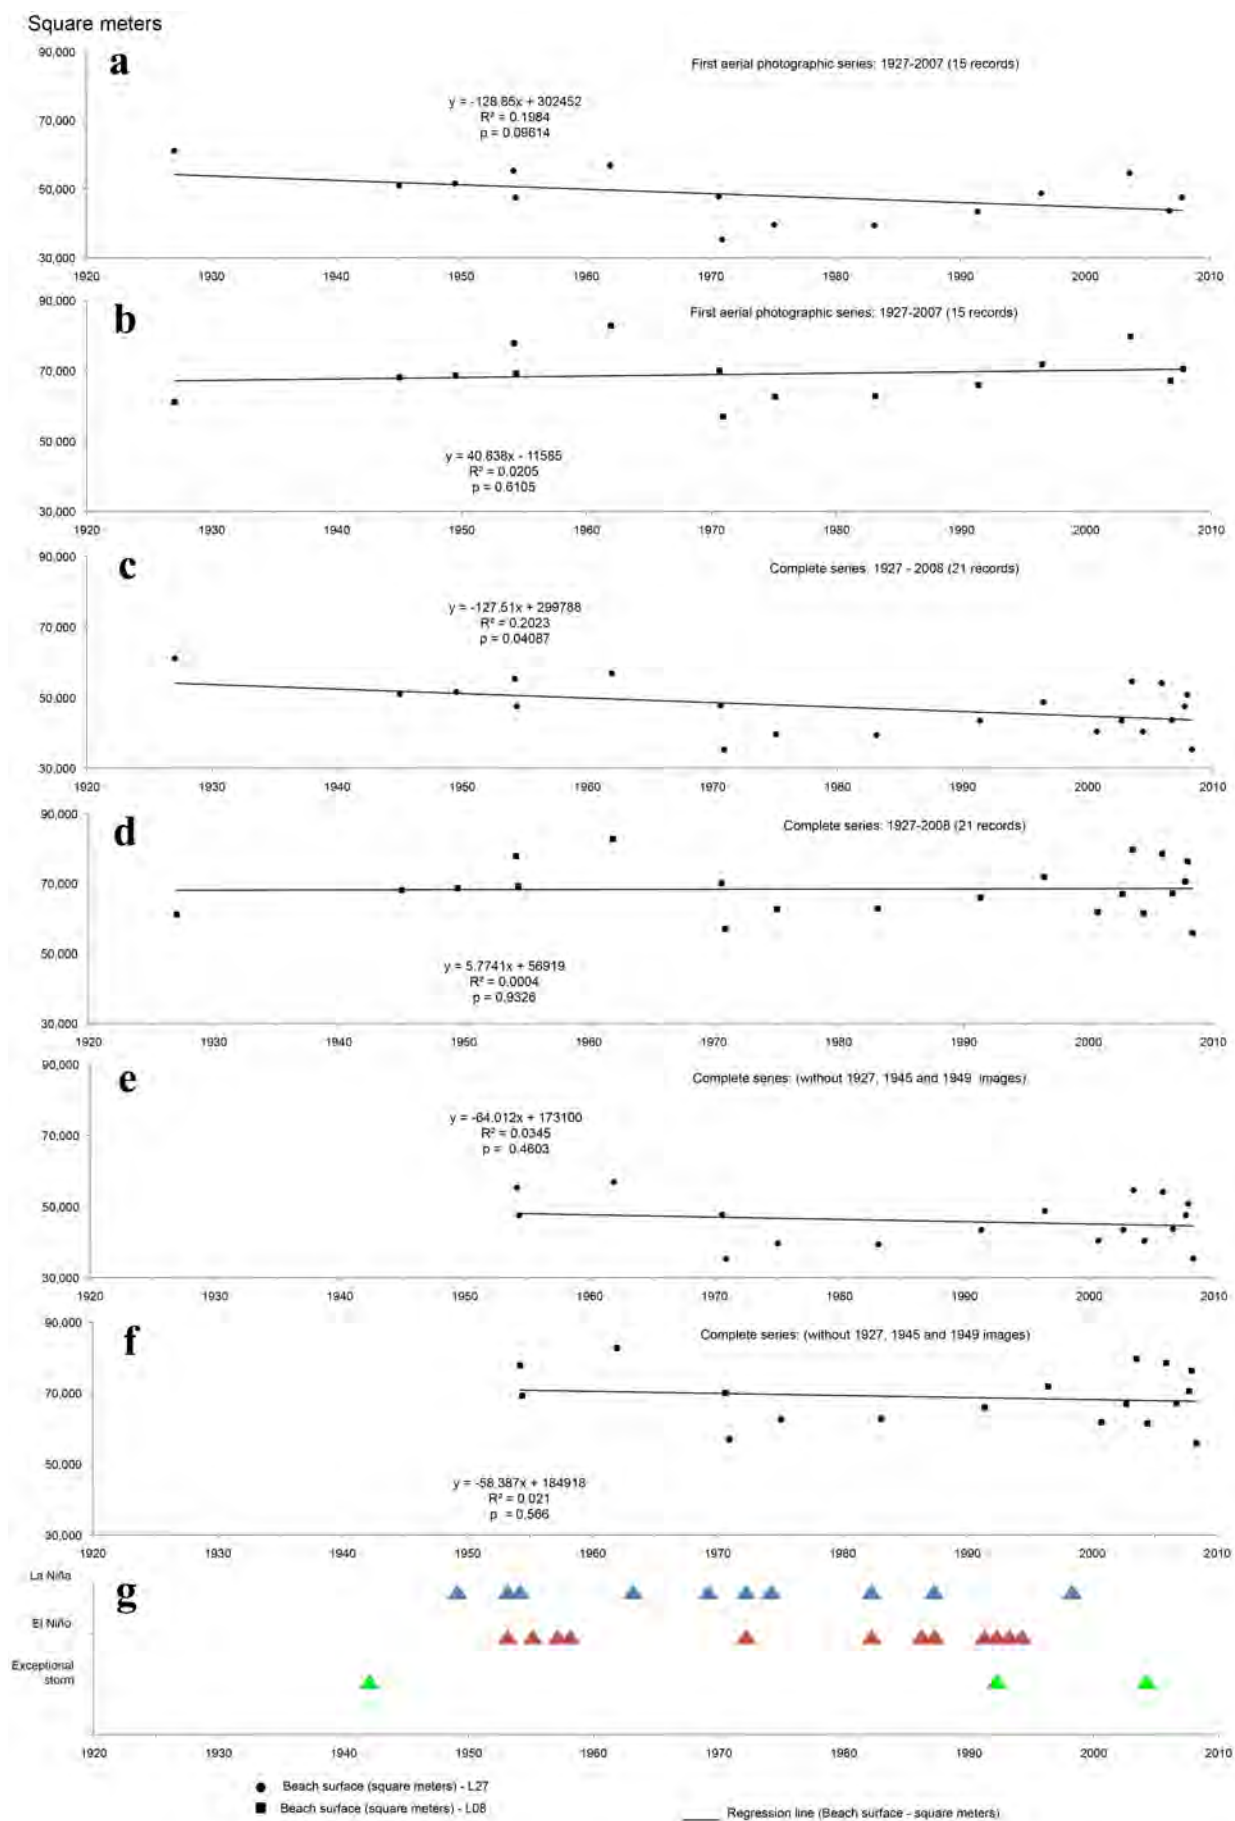 Square meters
90,000
a
First aerial photographic series: 1927-2007 (15 records)
y = -128.85x + 302452
R² = 0.1984
p = 0.09614
70,000
50,000
30,000
1920 1930 1940 1950 1960 1970 1980 1990 2000 2010
90,000
b
First aerial photographic series: 1927-2007 (15 records)
70,000
50,000
y = 40.838x - 11565
R² = 0.0205
p = 0.6105
30,000
1920 1930 1940 1950 1960 1970 1980 1990 2000 2010
90,000
c
Complete series: 1927 - 2008 (21 records)
y = -127.51x + 299788
R² = 0.2023
p = 0.04087
70,000
50,000
30,000
1920 1930 1940 1950 1960 1970 1980 1990 2000 2010
90,000
d
Complete series: 1927-2008 (21 records)
70,000
50,000
y = 5.7741x + 56919
R² = 0.0004
p = 0.9326
30,000
1920 1930 1940 1950 1960 1970 1980 1990 2000 2010
90,000
e
Complete series: (without 1927, 1945 and 1949 images)
y = -64.012x + 173100
R² = 0.0345
p = 0.4603
70,000
50,000
30,000
1920 1930 1940 1950 1960 1970 1980 1990 2000 2010
90,000
f
Complete series: (without 1927, 1945 and 1949 images)
70,000
50,000
y = -58.387x + 184918
R² = 0.021
p = 0.566
30,000
1920 1930 1940 1950 1960 1970 1980 1990 2000 2010
La Niña
g
El Niño
Exceptional
storm
1920 1930 1940 1950 1960 1970 1980 1990 2000 2010
Beach surface (square meters) - L27
Beach surface (square meters) - L08
Regression line (Beach surface - square meters)